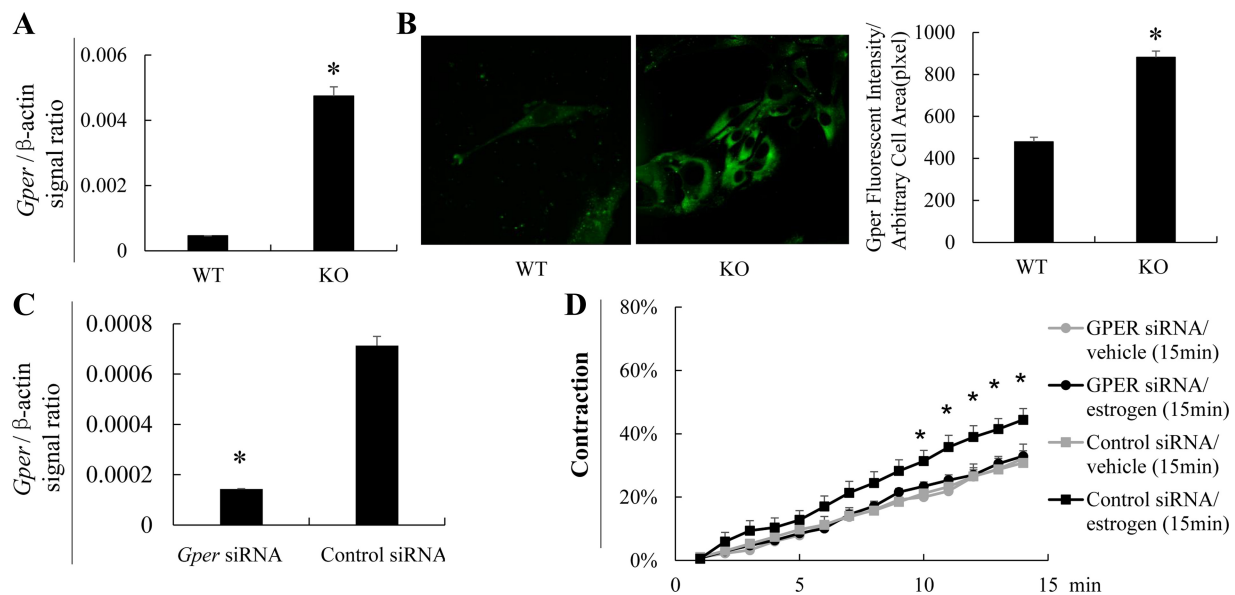 A
Gper / β-actin
signal ratio
0.006
0.004
0.002
0
*
WT
KO
B
WT
KO
Gper Fluorescent Intensity/
Arbitrary Cell Area(plxel)
1000
800
600
400
200
0
*
WT
KO
C
Gper / β-actin
signal ratio
0.0008
0.0006
0.0004
0.0002
0
*
Gper siRNA
Control siRNA
D
Contraction
80%
60%
40%
20%
0%
* * * * *
0
5
10
15
min
GPER siRNA/
vehicle (15min)
GPER siRNA/
estrogen (15min)
Control siRNA/
vehicle (15min)
Control siRNA/
estrogen (15min)